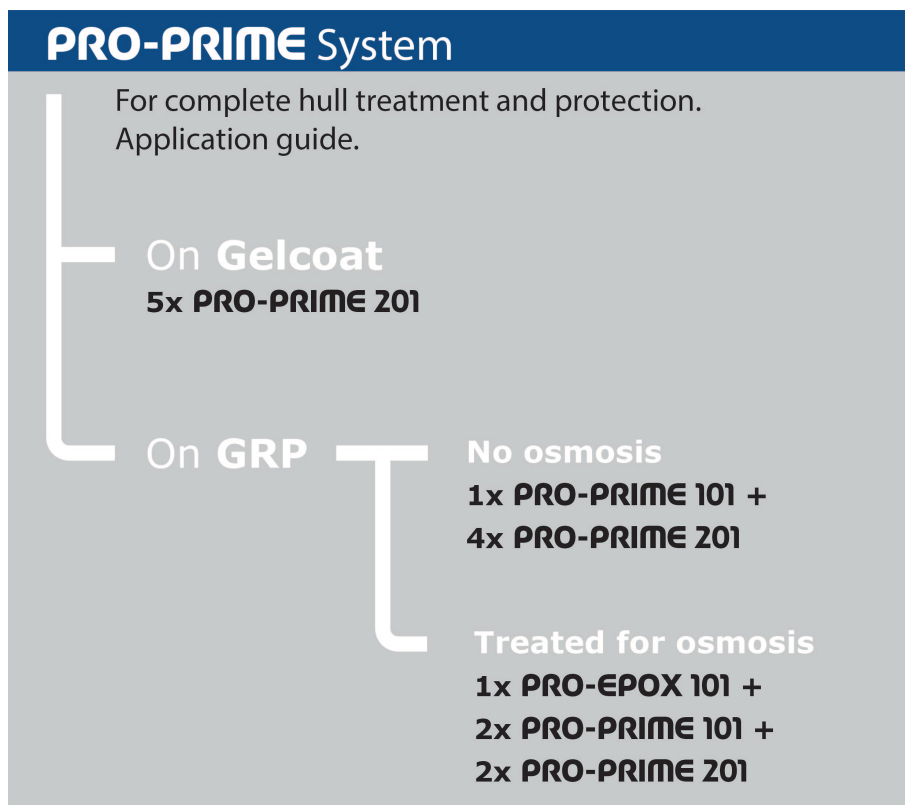 PRO-PRIME System
For complete hull treatment and protection.
Application guide.
On Gelcoat
5x PRO-PRIME 201
On GRP
No osmosis
1x PRO-PRIME 101 +
4x PRO-PRIME 201
Treated for osmosis
1x PRO-EPOX 101 +
2x PRO-PRIME 101 +
2x PRO-PRIME 201